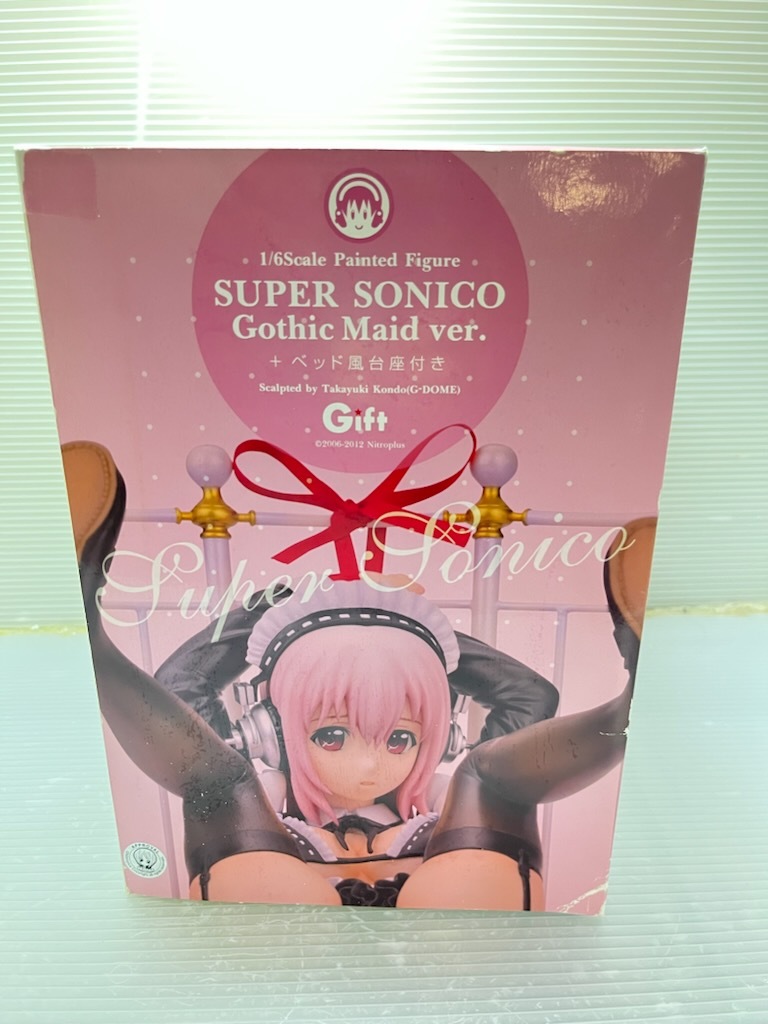 1/6Scale Painted Figure
SUPER SONICO
Gothic Maid ver.
+ ベッド風台座付き
Scalpted by Takayuki Kondo(G-DOME)
Gift
©2006-2012 Nitroplus
Super Sonico
APPROVED